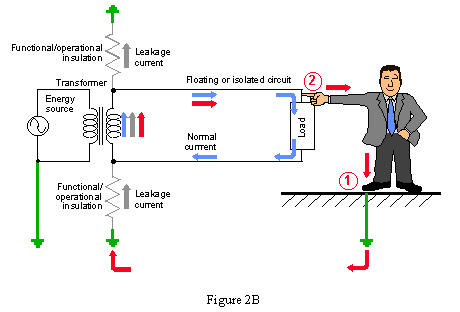 Functional/operational
insulation
Leakage
current
Transformer
Energy
source
Floating or isolated circuit
2
Load
Normal
currrent
1
Functional/
operational
insulation
Leakage
current
Figure 2B